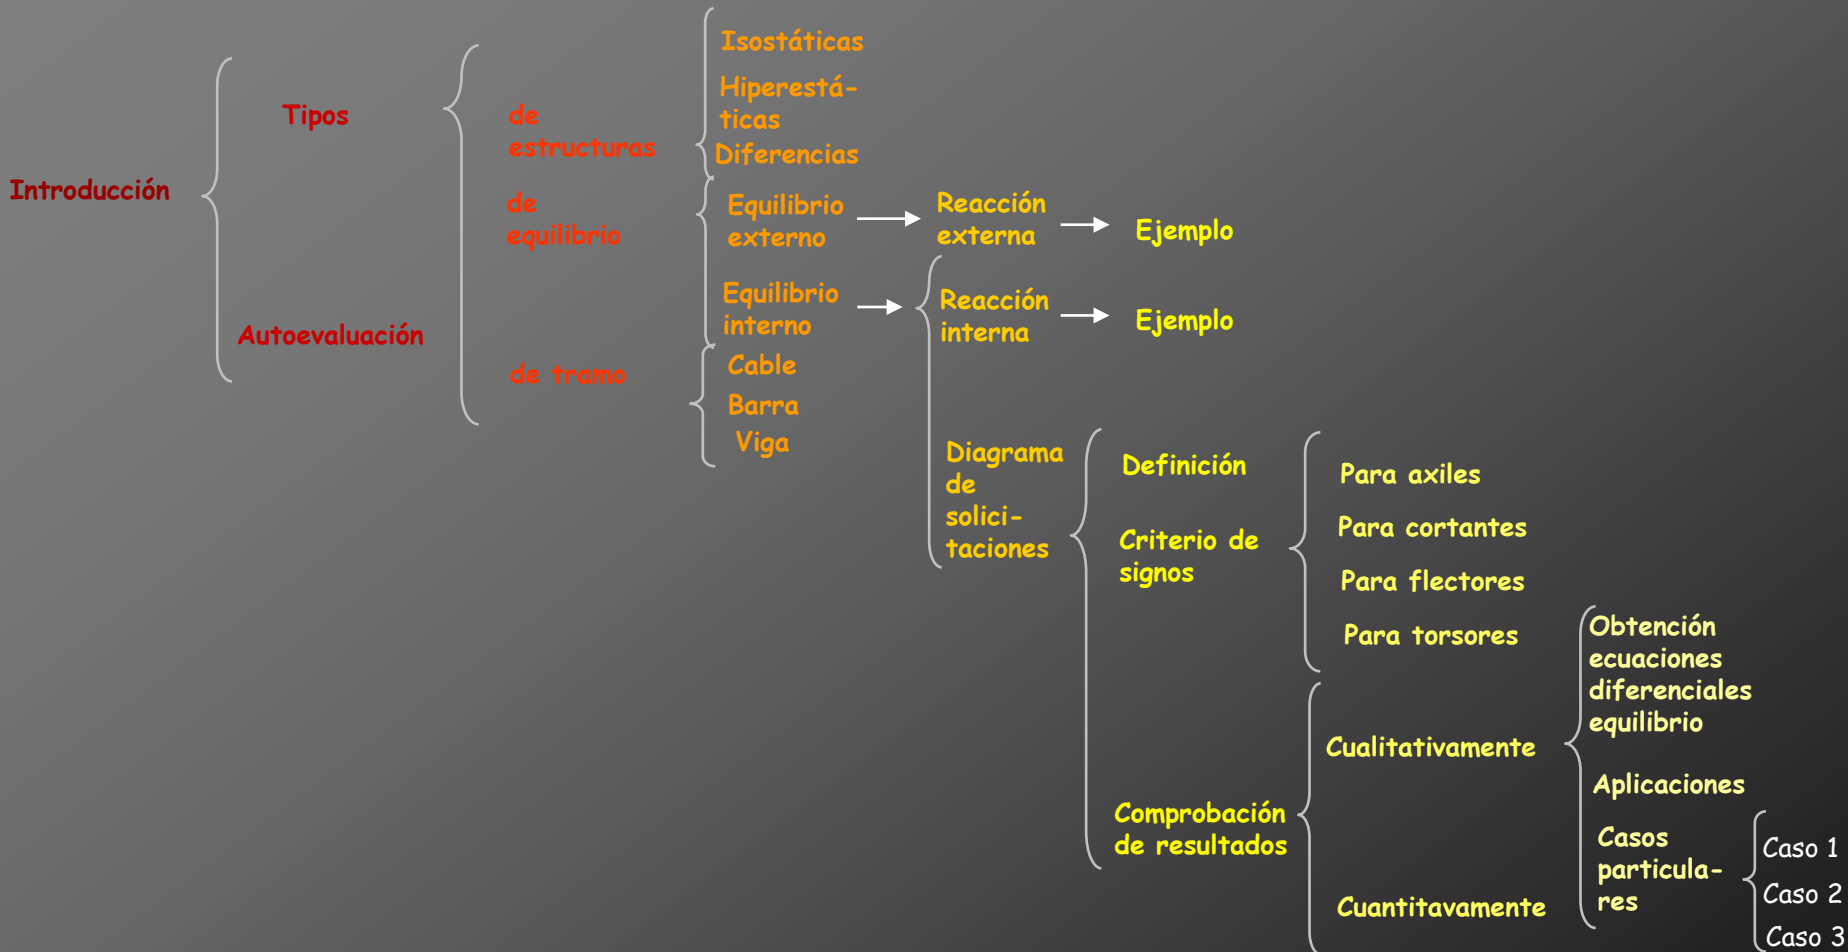 Introducción
Tipos
Autoevaluación
de
estructuras
de
equilibrio
de tramo
Isostáticas
Hiperestá-
ticas
Diferencias
Equilibrio
externo
Equilibrio
interno
Cable
Barra
Viga
Reacción
externa
Ejemplo
Reacción
interna
Ejemplo
Diagrama
de
solici-
taciones
Definición
Criterio de
signos
Comprobación
de resultados
Para axiles
Para cortantes
Para flectores
Para torsores
Cualitativamente
Cuantitavamente
Obtención
ecuaciones
diferenciales
equilibrio
Aplicaciones
Casos
particula-
res
Caso 1
Caso 2
Caso 3